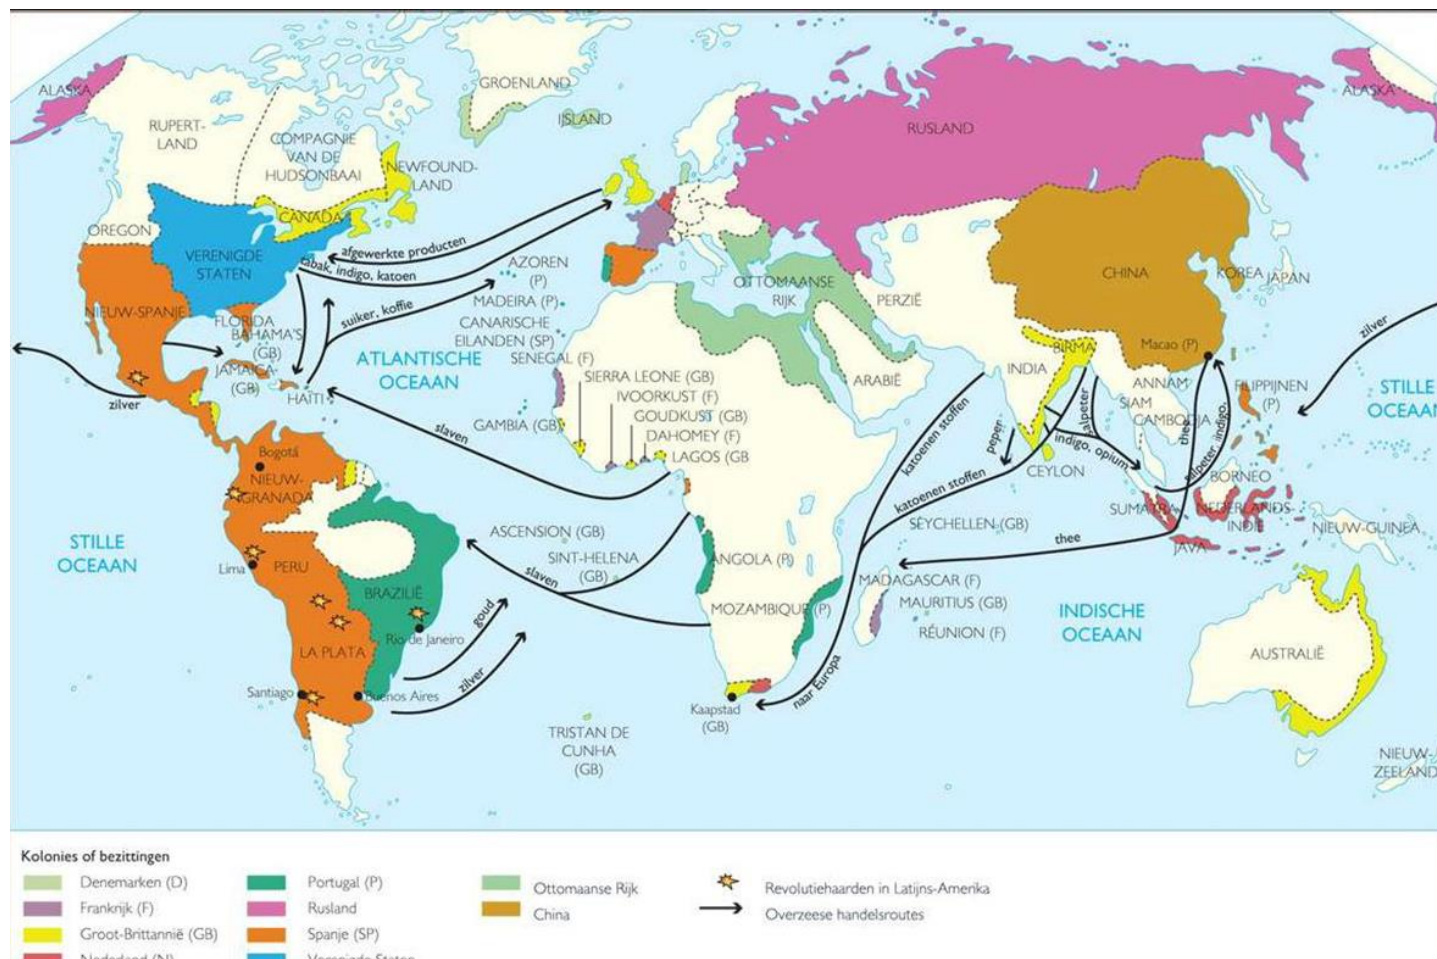 ALASKA
GROENLAND
IJSLAND
RUSLAND
ALASKA
RUPERT-
LAND
COMPAGNIE
VAN DE
HUDSONBAAI
NEWFOUND-
LAND
CANADA
OREGON
VERENIGDE
STATEN
afgewerkte producten
tabak, indigo, katoen
suiker, koffie
AZOREN
(P)
MADEIRA (P)
CANARISCHE
EILANDEN (SP)
OTTOMAANSE
RIJK
PERZIË
CHINA
KOREA
JAPAN
NIEUW-SPANJE
FLORIDA
BAHAMA'S
(GB)
JAMAICA
(GB)
HAÏTI
zilver
ATLANTISCHE
OCEAAN
SENEGAL (F)
SIERRA LEONE (GB)
IVOORKUST (F)
GOUDKUST (GB)
DAHOMEY (F)
LAGOS (GB
GAMBIA (GB)
ARABIË
INDIA
BIRMA
Macao (P)
ANNAM
SIAM
CAMBODJA
FILIPPIJNEN
(P)
zilver
STILLE
OCEAAN
slaven
katoenen stoffen
peper
salpeter
indigo, opium
thee
salpeter, indigo,
katoenen stoffen
CEYLON
BORNEO
SUMATRA
NEDERLANDS-
INDIË
JAVA
NIEUW-GUINEA
Bogotá
NIEUW-
GRANADA
STILLE
OCEAAN
Lima
PERU
BRAZILIË
Rio de Janeiro
LA PLATA
Santiago
Buenos Aires
goud
zilver
ASCENSION (GB)
SINT-HELENA
(GB)
slaven
ANGOLA (P)
MOZAMBIQUE (P)
SEYCHELLEN (GB)
thee
MADAGASCAR (F)
MAURITIUS (GB)
RÉUNION (F)
INDISCHE
OCEAAN
AUSTRALIË
naar Europa
Kaapstad
(GB)
TRISTAN DE
CUNHA
(GB)
NIEUW-
ZEELAND
Kolonies of bezittingen
Denemarken (D)
Frankrijk (F)
Groot-Brittannië (GB)
Nederland (N)
Portugal (P)
Rusland
Spanje (SP)
Verenigde Staten
Ottomaanse Rijk
China
Revolutiehaarden in Latijns-Amerika
Overzeese handelsroutes